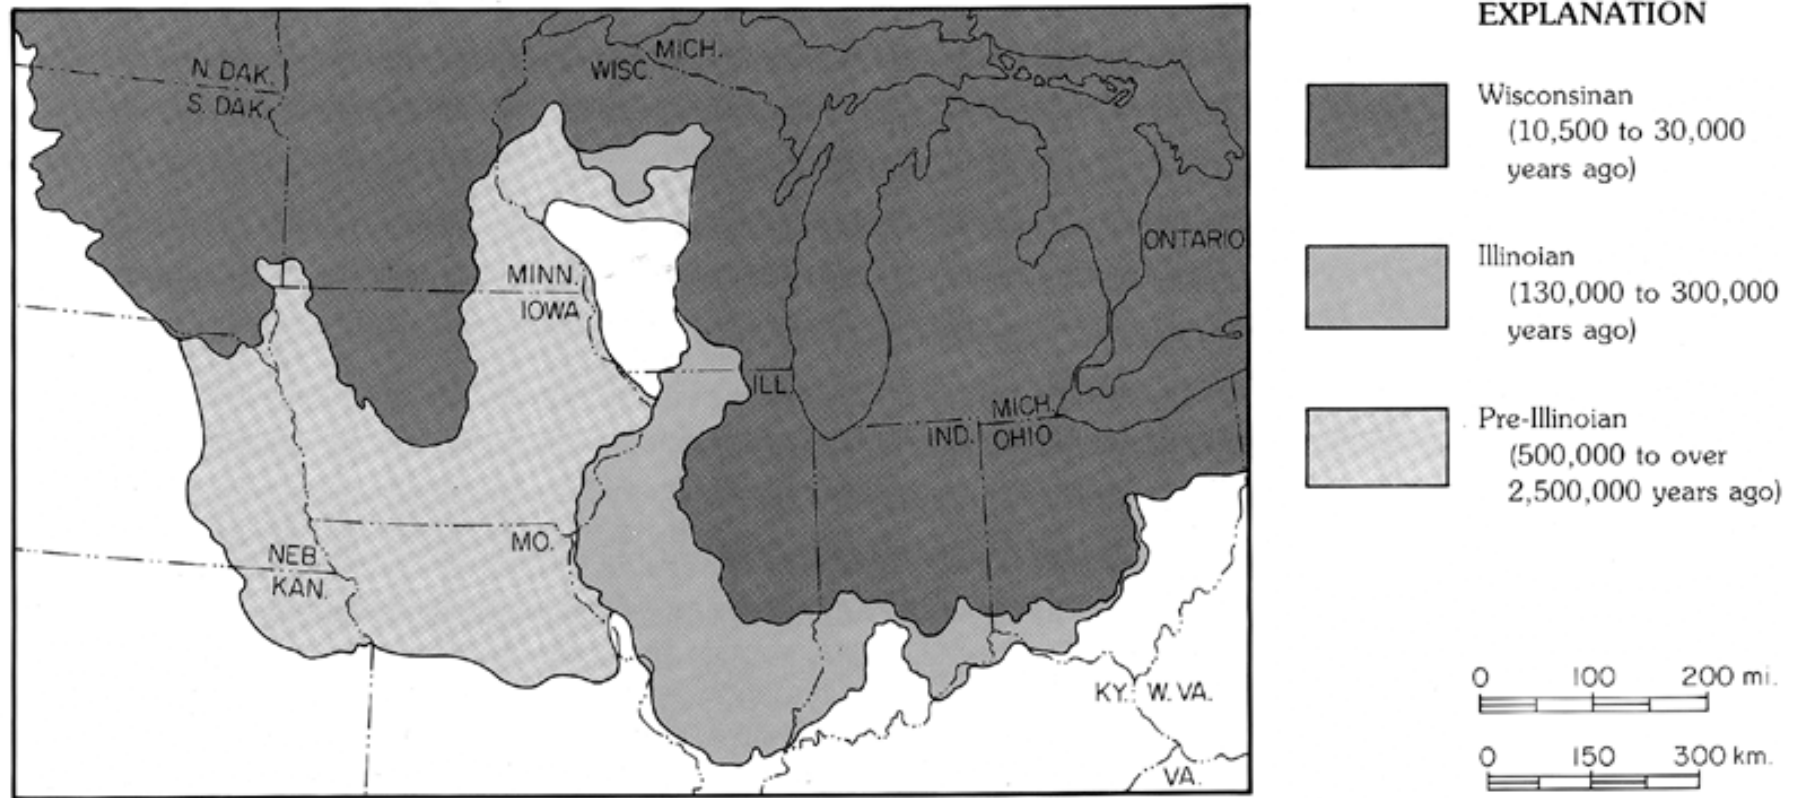 EXPLANATION
Wisconsinan
(10,500 to 30,000
years ago)
Illinoian
(130,000 to 300,000
years ago)
Pre-Illinoian
(500,000 to over
2,500,000 years ago)
0 100 200 mi.
0 150 300 km.
N. DAK.
S. DAK.
WISC.
MICH.
ONTARIO
MINN.
IOWA
ILL.
MICH.
IND.
OHIO
MO.
NEB
KAN.
KY.
W. VA.
VA.